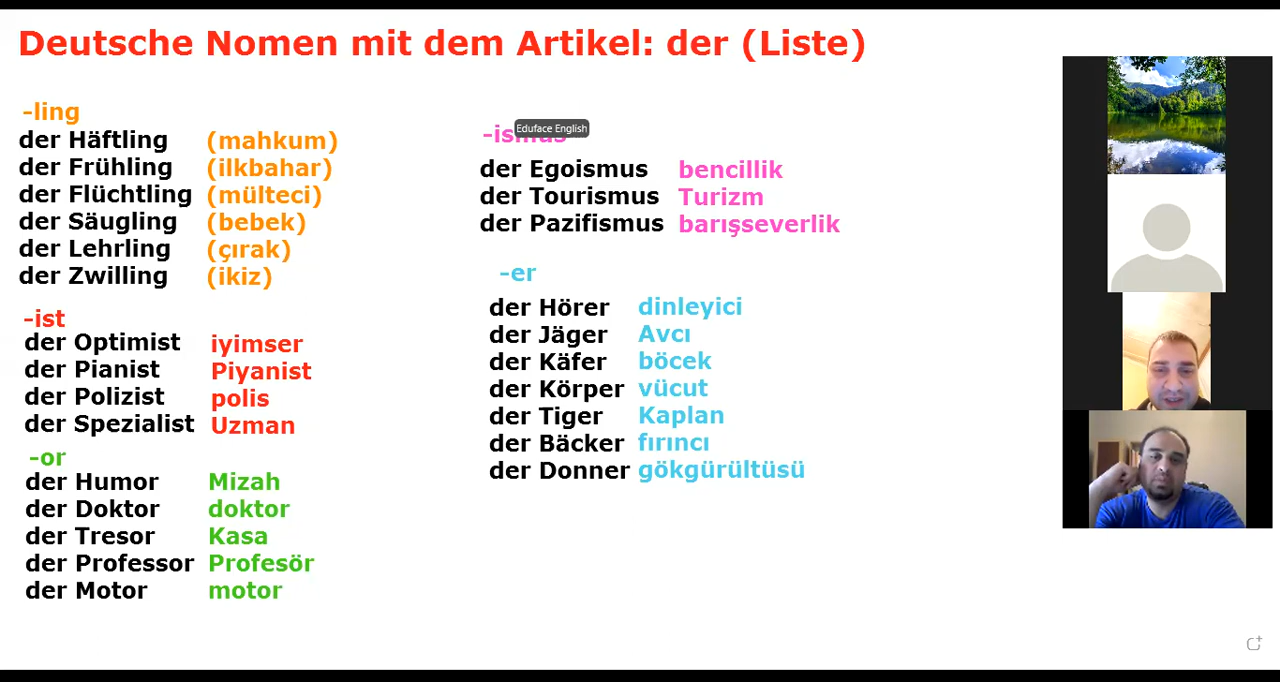 Deutsche Nomen mit dem Artikel: der (Liste)
-ling
der Häftling (mahkum)
der Frühling (ilkbahar)
der Flüchtling (mülteci)
der Säugling (bebek)
der Lehrling (çırak)
der Zwilling (ikiz)
-ist
der Optimist iyimser
der Pianist Piyanist
der Polizist polis
der Spezialist Uzman
-or
der Humor Mizah
der Doktor doktor
der Tresor Kasa
der Professor Profesör
der Motor motor
-ismus
Eduface English
der Egoismus bencillik
der Tourismus Turizm
der Pazifismus barışseverlik
-er
der Hörer dinleyici
der Jäger Avcı
der Käfer böcek
der Körper vücut
der Tiger Kaplan
der Bäcker fırıncı
der Donner gökgürültüsü